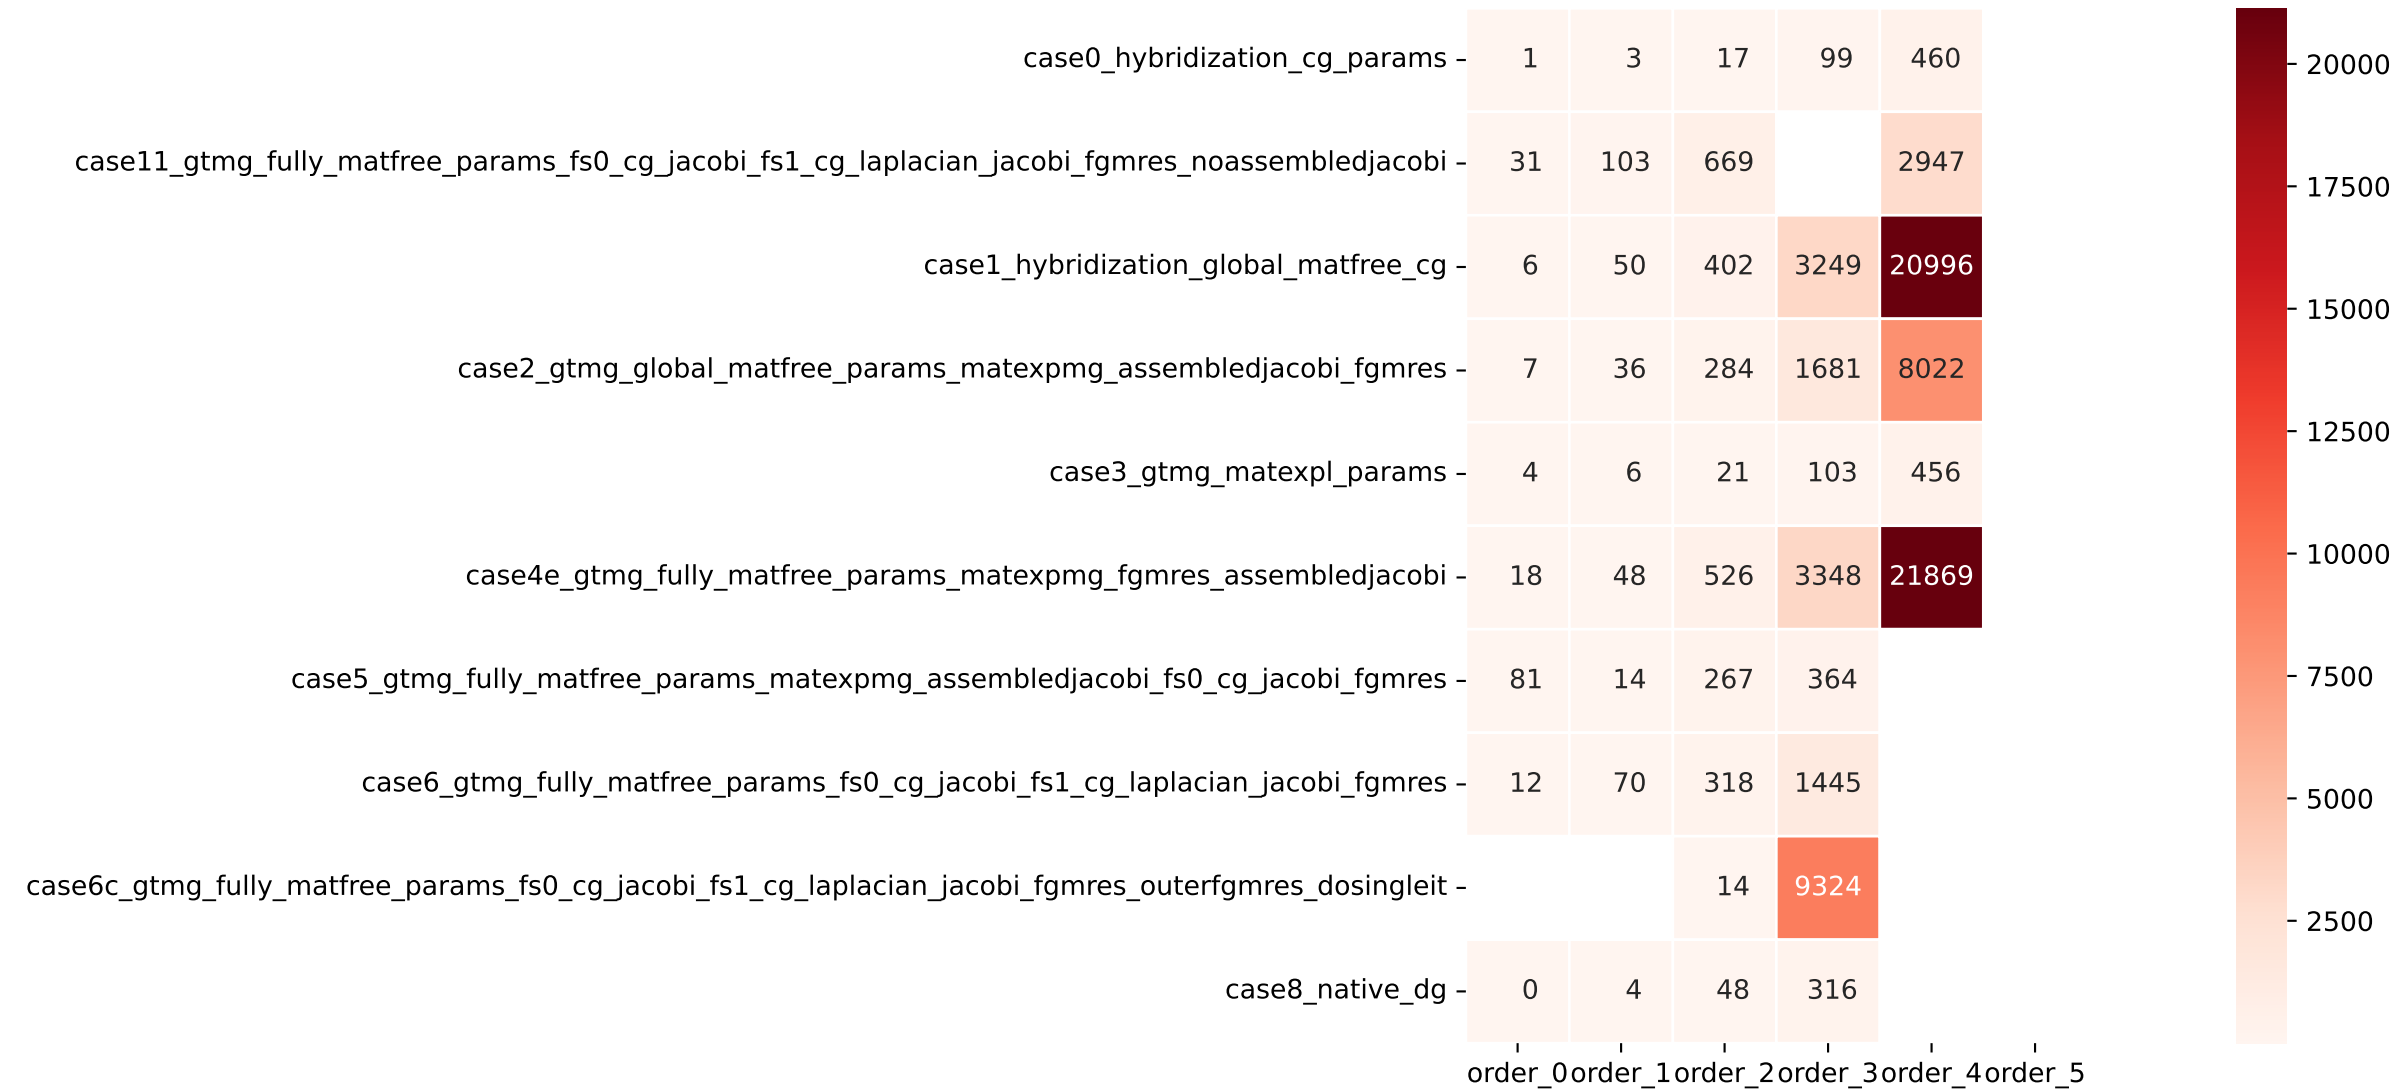 case0_hybridization_cg_params 1 3 17 99 460
case11_gtmg_fully_matfree_params_fs0_cg_jacobi_fs1_cg_laplacian_jacobi_fgmres_noassembledjacobi 31 103 669 2947
case1_hybridization_global_matfree_cg 6 50 402 3249 20996
case2_gtmg_global_matfree_params_matexpmg_assembledjacobi_fgmres 7 36 284 1681 8022
case3_gtmg_matexpl_params 4 6 21 103 456
case4e_gtmg_fully_matfree_params_matexpmg_fgmres_assembledjacobi 18 48 526 3348 21869
case5_gtmg_fully_matfree_params_matexpmg_assembledjacobi_fs0_cg_jacobi_fgmres 81 14 267 364
case6_gtmg_fully_matfree_params_fs0_cg_jacobi_fs1_cg_laplacian_jacobi_fgmres 12 70 318 1445
case6c_gtmg_fully_matfree_params_fs0_cg_jacobi_fs1_cg_laplacian_jacobi_fgmres_outerfgmres_dosingleit 14 9324
case8_native_dg 0 4 48 316
order_0 order_1 order_2 order_3 order_4 order_5
20000
17500
15000
12500
10000
7500
5000
2500